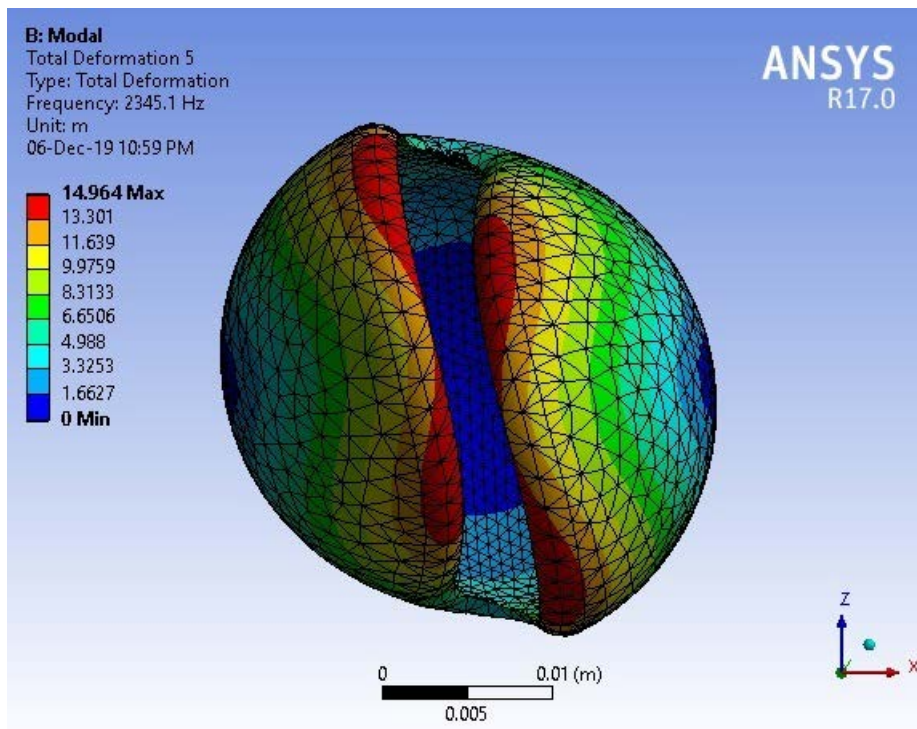 B: Modal
Total Deformation 5
Type: Total Deformation
Frequency: 2345.1 Hz
Unit: m
06-Dec-19 10:59 PM
ANSYS
R17.0
14.964 Max
13.301
11.639
9.9759
8.3133
6.6506
4.988
3.3253
1.6627
0 Min
0
0.01 (m)
0.005
Z
X